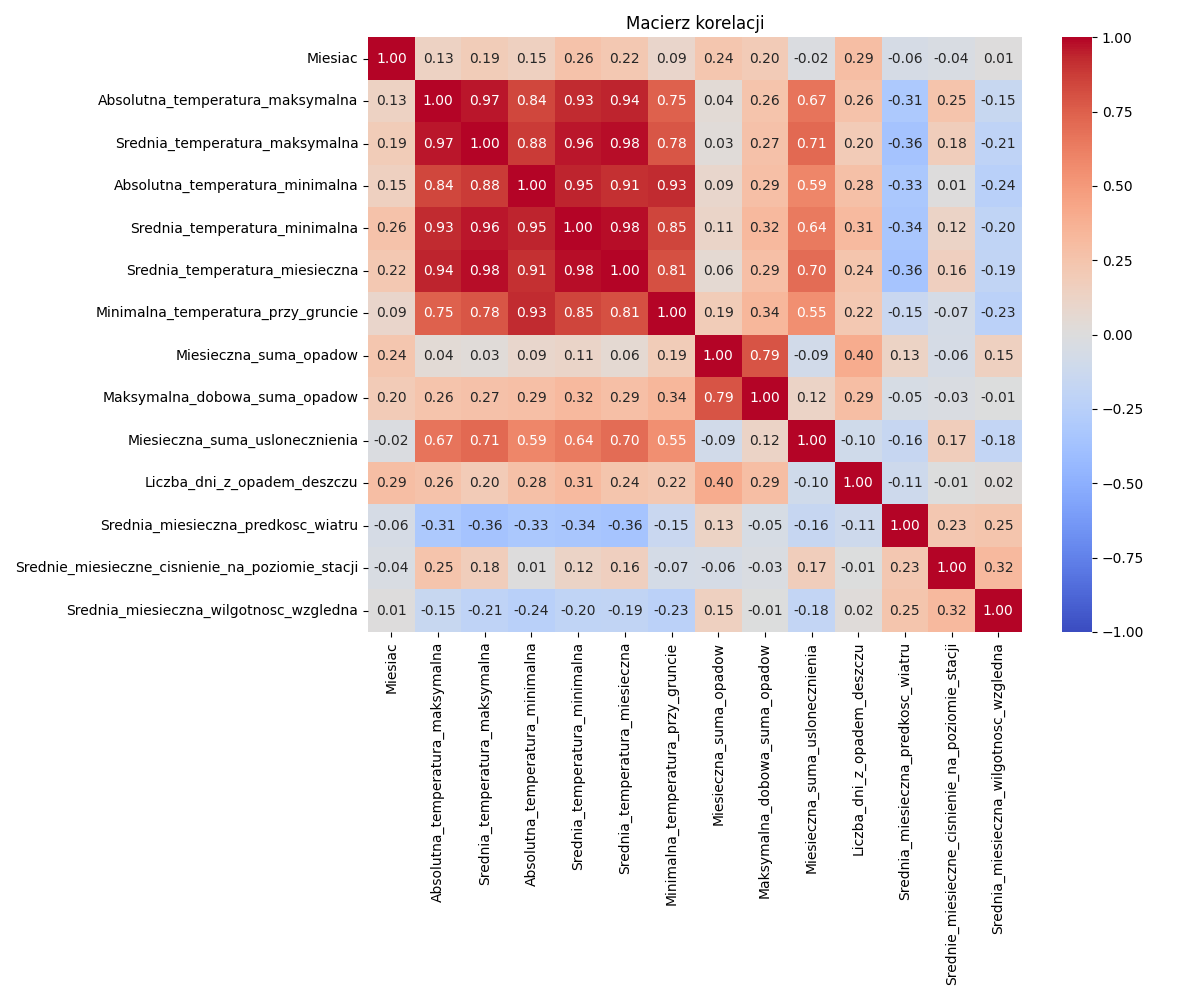 Macierz korelacji
Miesiac 1.00 0.13 0.19 0.15 0.26 0.22 0.09 0.24 0.20 -0.02 0.29 -0.06 -0.04 0.01
Absolutna_temperatura_maksymalna 0.13 1.00 0.97 0.84 0.93 0.94 0.75 0.04 0.26 0.67 0.26 -0.31 0.25 -0.15
Srednia_temperatura_maksymalna 0.19 0.97 1.00 0.88 0.96 0.98 0.78 0.03 0.27 0.71 0.20 -0.36 0.18 -0.21
Absolutna_temperatura_minimalna 0.15 0.84 0.88 1.00 0.95 0.91 0.93 0.09 0.29 0.59 0.28 -0.33 0.01 -0.24
Srednia_temperatura_minimalna 0.26 0.93 0.96 0.95 1.00 0.98 0.85 0.11 0.32 0.64 0.31 -0.34 0.12 -0.20
Srednia_temperatura_miesieczna 0.22 0.94 0.98 0.91 0.98 1.00 0.81 0.06 0.29 0.70 0.24 -0.36 0.16 -0.19
Minimalna_temperatura_przy_gruncie 0.09 0.75 0.78 0.93 0.85 0.81 1.00 0.19 0.34 0.55 0.22 -0.15 -0.07 -0.23
Miesieczna_suma_opadow 0.24 0.04 0.03 0.09 0.11 0.06 0.19 1.00 0.79 -0.09 0.40 0.13 -0.06 0.15
Maksymalna_dobowa_suma_opadow 0.20 0.26 0.27 0.29 0.32 0.29 0.34 0.79 1.00 0.12 0.29 -0.05 -0.03 -0.01
Miesieczna_suma_uslonecznienia -0.02 0.67 0.71 0.59 0.64 0.70 0.55 -0.09 0.12 1.00 -0.10 -0.16 0.17 -0.18
Liczba_dni_z_opadem_deszczu 0.29 0.26 0.20 0.28 0.31 0.24 0.22 0.40 0.29 -0.10 1.00 -0.11 -0.01 0.02
Srednia_miesieczna_predkosc_wiatru -0.06 -0.31 -0.36 -0.33 -0.34 -0.36 -0.15 0.13 -0.05 -0.16 -0.11 1.00 0.23 0.25
Srednie_miesieczne_cisnienie_na_poziomie_stacji -0.04 0.25 0.18 0.01 0.12 0.16 -0.07 -0.06 -0.03 0.17 -0.01 0.23 1.00 0.32
Srednia_miesieczna_wilgotnosc_wzgledna 0.01 -0.15 -0.21 -0.24 -0.20 -0.19 -0.23 0.15 -0.01 -0.18 0.02 0.25 0.32 1.00
Miesiac
Absolutna_temperatura_maksymalna
Srednia_temperatura_maksymalna
Absolutna_temperatura_minimalna
Srednia_temperatura_minimalna
Srednia_temperatura_miesieczna
Minimalna_temperatura_przy_gruncie
Miesieczna_suma_opadow
Maksymalna_dobowa_suma_opadow
Miesieczna_suma_uslonecznienia
Liczba_dni_z_opadem_deszczu
Srednia_miesieczna_predkosc_wiatru
Srednie_miesieczne_cisnienie_na_poziomie_stacji
Srednia_miesieczna_wilgotnosc_wzgledna
1.00
0.75
0.50
0.25
0.00
−0.25
−0.50
−0.75
−1.00